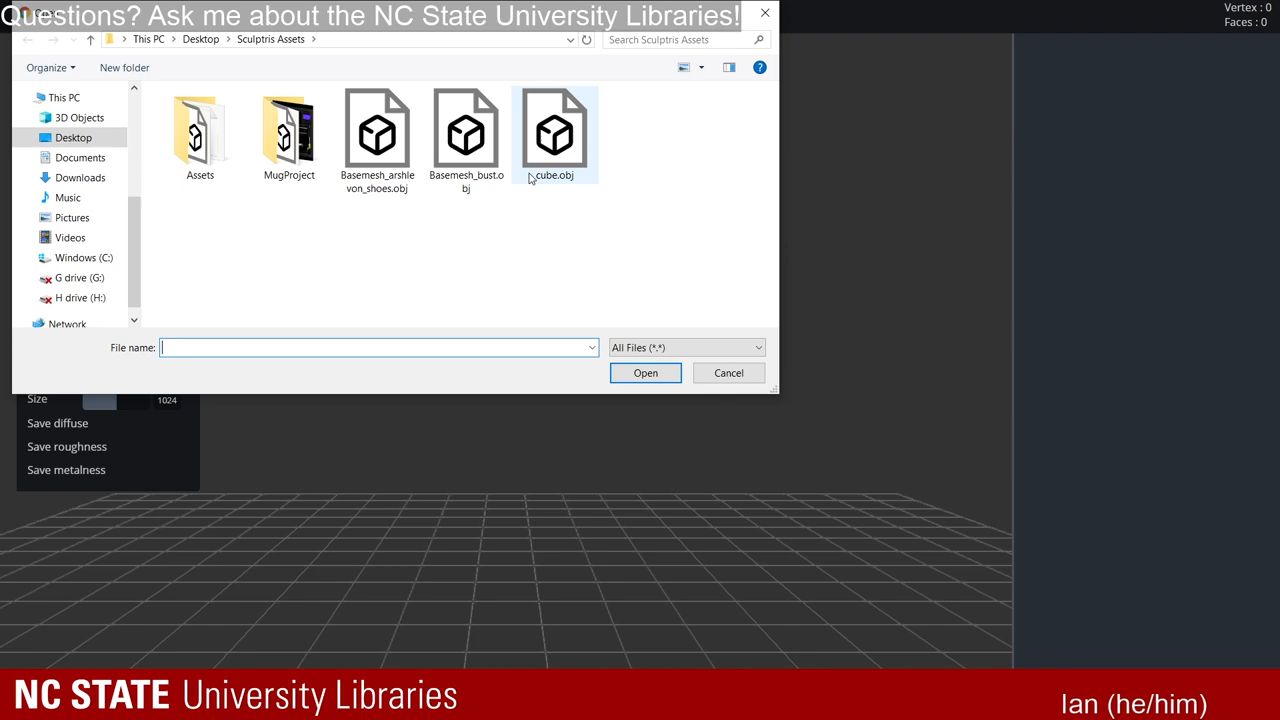 Questions? Ask me about the NC State University Libraries!
Vertex : 0
Faces : 0
This PC > Desktop > Sculptris Assets >
Search Sculptris Assets
Organize
New folder
This PC
3D Objects
Desktop
Documents
Downloads
Music
Pictures
Videos
Windows (C:)
G drive (G:)
H drive (H:)
Network
Assets
MugProject
Basemesh_arshle
von_shoes.obj
Basemesh_bust.o
bj
cube.obj
File name:
All Files (*.*)
Open
Cancel
Size
1024
Save diffuse
Save roughness
Save metalness
NC STATE University Libraries
Ian (he/him)